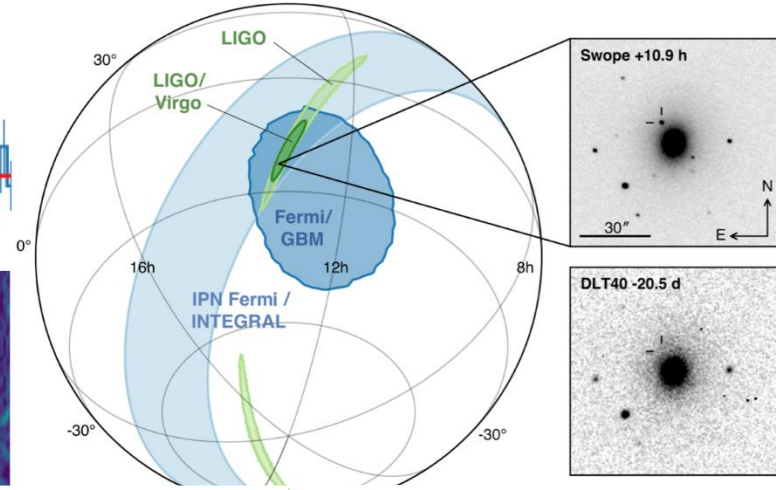 LIGO
LIGO/
Virgo
Fermi/
GBM
IPN Fermi /
INTEGRAL
30°
0°
-30°
-30°
16h
12h
8h
Swope +10.9 h
30"
N
E
DLT40 -20.5 d